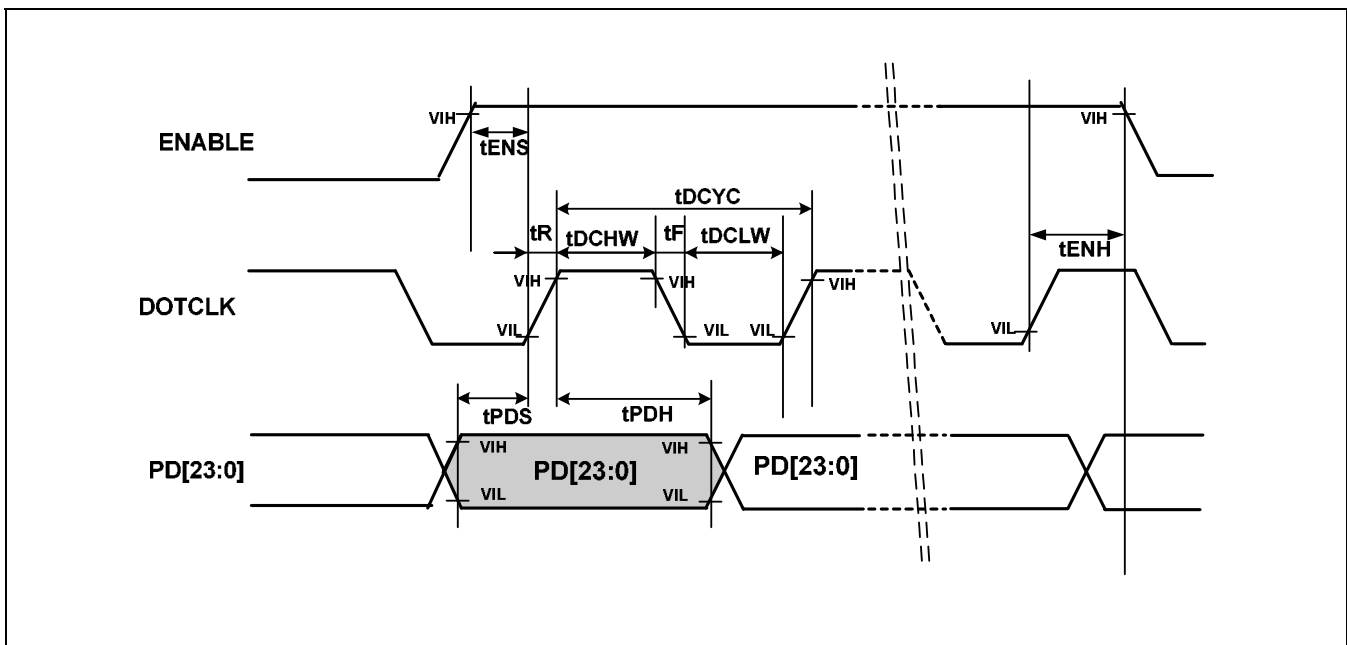 VIH
VIH
ENABLE
tENS
tDCYC
tR
tDCHW
tF
tDCLW
tENH
VIH
VIH
VIH
DOTCLK
VIL
VIL
VIL
VIL
tPDS
tPDH
VIH
VIH
PD[23:0]
PD[23:0]
PD[23:0]
VIL
VIL